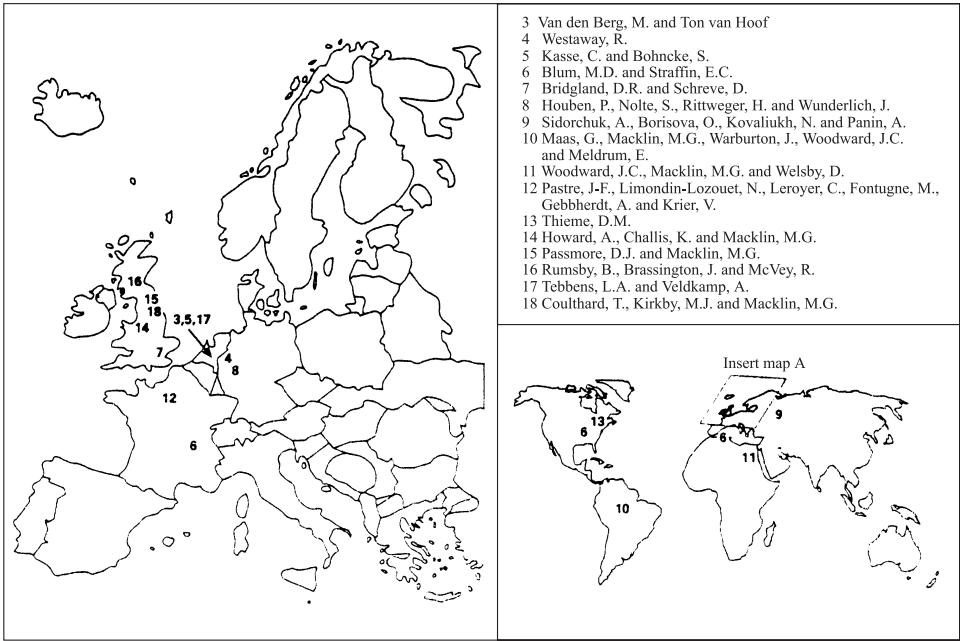 3 Van den Berg, M. and Ton van Hoof
4 Westaway, R.
5 Kasse, C. and Bohncke, S.
6 Blum, M.D. and Straffin, E.C.
7 Bridgland, D.R. and Schreve, D.
8 Houben, P., Nolte, S., Rittweger, H. and Wunderlich, J.
9 Sidorchuk, A., Borisova, O., Kovaliukh, N. and Panin, A.
10 Maas, G., Macklin, M.G., Warburton, J., Woodward, J.C.
and Meldrum, E.
11 Woodward, J.C., Macklin, M.G. and Welsby, D.
12 Pastre, J-F., Limondin-Lozouet, N., Leroyer, C., Fontugne, M.,
Gebbherdt, A. and Krier, V.
13 Thieme, D.M.
14 Howard, A., Challis, K. and Macklin, M.G.
15 Passmore, D.J. and Macklin, M.G.
16 Rumsby, B., Brassington, J. and McVey, R.
17 Tebbens, L.A. and Veldkamp, A.
18 Coulthard, T., Kirkby, M.J. and Macklin, M.G.
16
15
18
14
3,5,17
7
4
8
12
6
Insert map A
13
9
6
6
11
10